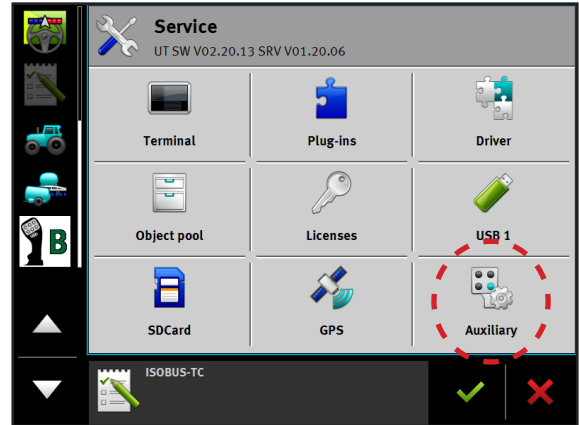 Service
UT SW V02.20.13 SRV V01.20.06
Terminal
Plug-ins
Driver
Object pool
Licenses
USB 1
SDCard
GPS
Auxiliary
B
ISOBUS-TC